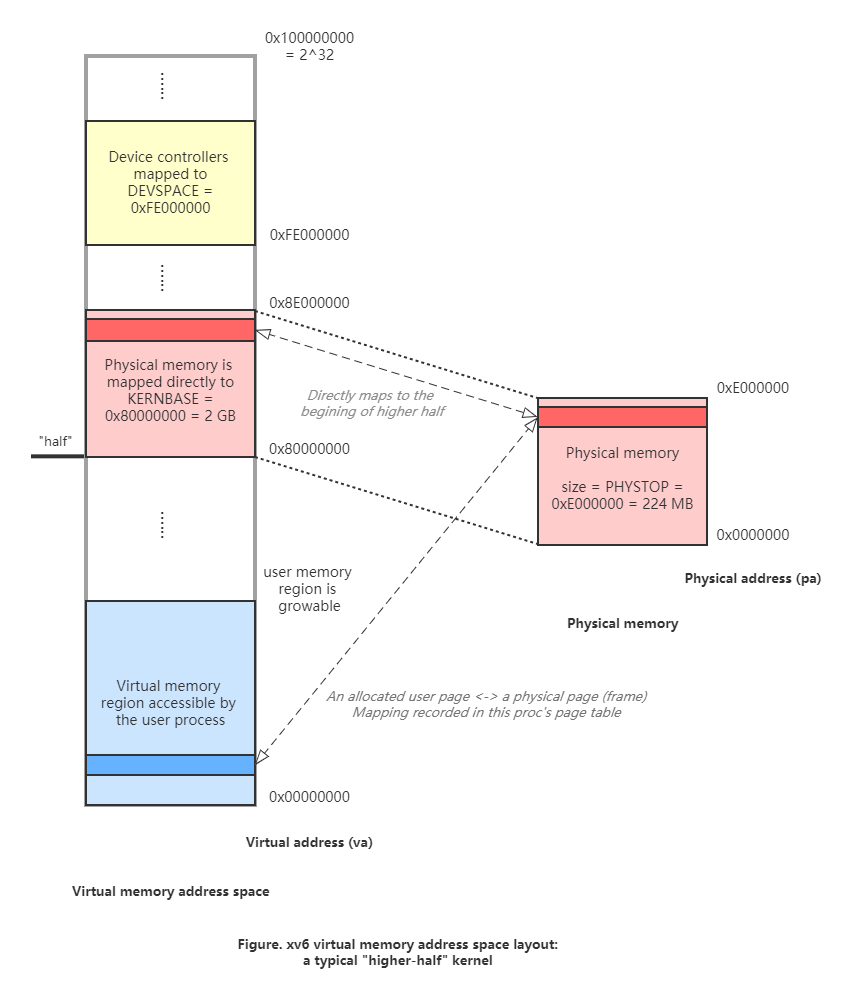 0x100000000
= 2^32
Device controllers
mapped to
DEVSPACE =
0xFE000000
0xFE000000
0x8E000000
Physical memory is
mapped directly to
KERNBASE =
0x80000000 = 2 GB
Directly maps to the
begining of higher half
0xE000000
"half"
0x80000000
Physical memory
size = PHYSTOP =
0xE000000 = 224 MB
0x0000000
Physical address (pa)
user memory
region is
growable
Physical memory
Virtual memory
region accessible by
the user process
An allocated user page <-> a physical page (frame)
Mapping recorded in this proc's page table
0x00000000
Virtual address (va)
Virtual memory address space
Figure. xv6 virtual memory address space layout:
a typical "higher-half" kernel